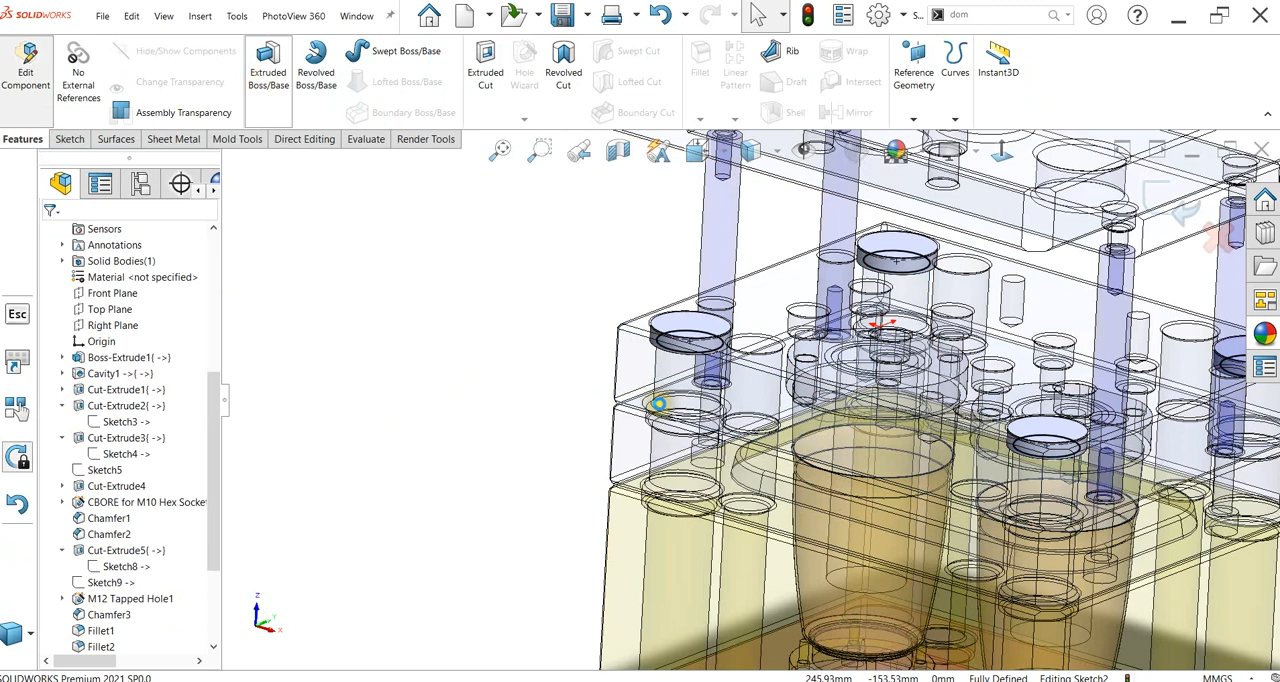 SOLIDWORKS
File
Edit
View
Insert
Tools
PhotoView 360
Window
S...
dom
Edit
Component
No
External
References
Hide/Show Components
Change Transparency
Assembly Transparency
Extruded
Boss/Base
Revolved
Boss/Base
Swept Boss/Base
Lofted Boss/Base
Boundary Boss/Base
Extruded
Cut
Hole
Wizard
Revolved
Cut
Swept Cut
Lofted Cut
Boundary Cut
Fillet
Linear
Pattern
Rib
Draft
Shell
Wrap
Intersect
Mirror
Reference
Geometry
Curves
Instant3D
Features
Sketch
Surfaces
Sheet Metal
Mold Tools
Direct Editing
Evaluate
Render Tools
Esc
Sensors
Annotations
Solid Bodies(1)
Material <not specified>
Front Plane
Top Plane
Right Plane
Origin
Boss-Extrude1{ ->}
Cavity1 ->{ ->}
Cut-Extrude1{ ->}
Cut-Extrude2{ ->}
Sketch3 ->
Cut-Extrude3{ ->}
Sketch4 ->
Sketch5
Cut-Extrude4
CBORE for M10 Hex Socket
Chamfer1
Chamfer2
Cut-Extrude5{ ->}
Sketch8 ->
Sketch9 ->
M12 Tapped Hole1
Chamfer3
Fillet1
Fillet2
Z
Y
X
SOLIDWORKS Premium 2021 SP0.0
245.93mm
-153.53mm
0mm
Fully Defined
Editing Sketch2
MMGS